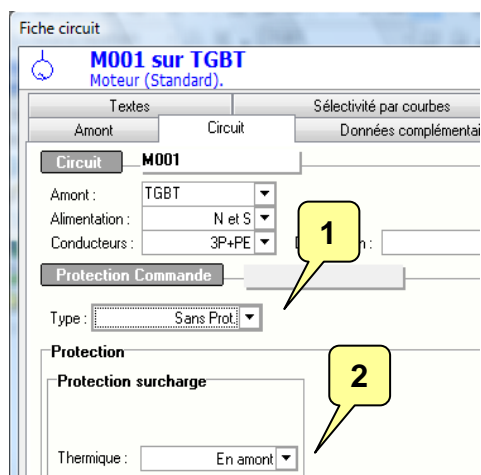 Fiche circuit
M001 sur TGBT
Moteur (Standard).
Textes Sélectivité par courbes
Amont Circuit Données complémentai
Circuit M001
Amont : TGBT
Alimentation : N et S
Conducteurs : 3P+PE
1
Protection Commande
Type : Sans Prot.
Protection
Protection surcharge
2
Thermique : En amont